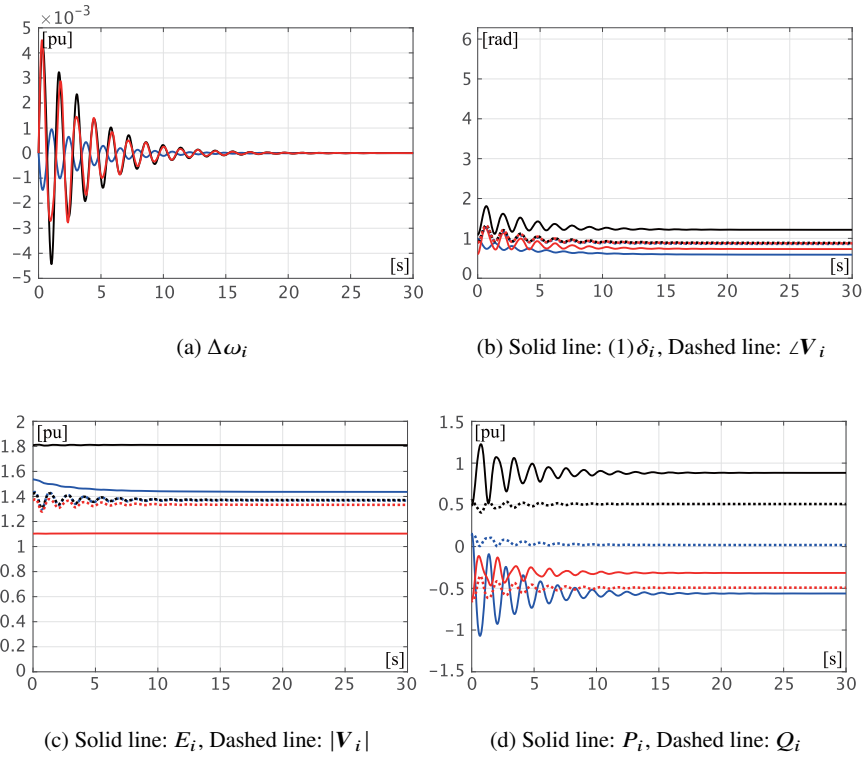 ×10⁻³
[pu]
5
4
3
2
1
0
−1
−2
−3
−4
−5
[s]
0 5 10 15 20 25 30
(a) Δωᵢ
[rad]
6
5
4
3
2
1
0
[s]
0 5 10 15 20 25 30
(b) Solid line: (1)δᵢ, Dashed line: ∠Vᵢ
[pu]
2
1.8
1.6
1.4
1.2
1
0.8
0.6
0.4
0.2
0
[s]
0 5 10 15 20 25 30
(c) Solid line: Eᵢ, Dashed line: |Vᵢ|
[pu]
1.5
1
0.5
0
−0.5
−1
−1.5
[s]
0 5 10 15 20 25 30
(d) Solid line: Pᵢ, Dashed line: Qᵢ